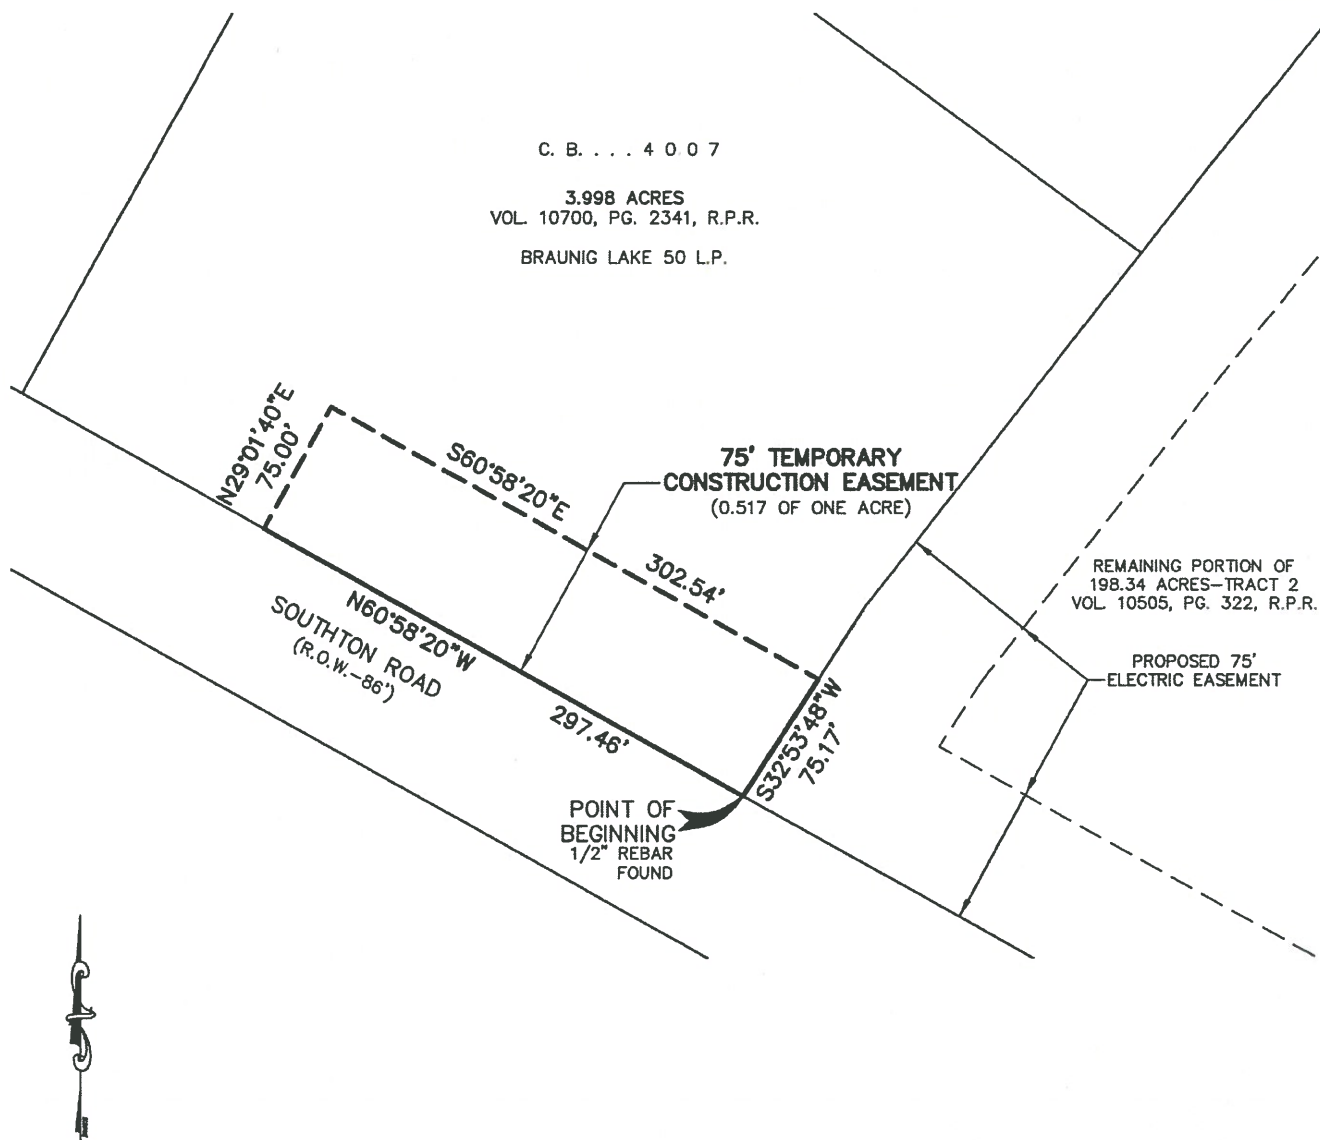 C. B. . . . 4 0 0 7
3.998 ACRES
VOL. 10700, PG. 2341, R.P.R.
BRAUNIG LAKE 50 L.P.
N29°01'40"E
75.00'
S60°58'20"E
302.54'
75' TEMPORARY
CONSTRUCTION EASEMENT
(0.517 OF ONE ACRE)
REMAINING PORTION OF
198.34 ACRES-TRACT 2
VOL. 10505, PG. 322, R.P.R.
PROPOSED 75'
ELECTRIC EASEMENT
N60°58'20"W
297.46'
SOUTHTON ROAD
(R.O.W.-86')
S32°53'48"W
75.17'
POINT OF
BEGINNING
1/2" REBAR
FOUND